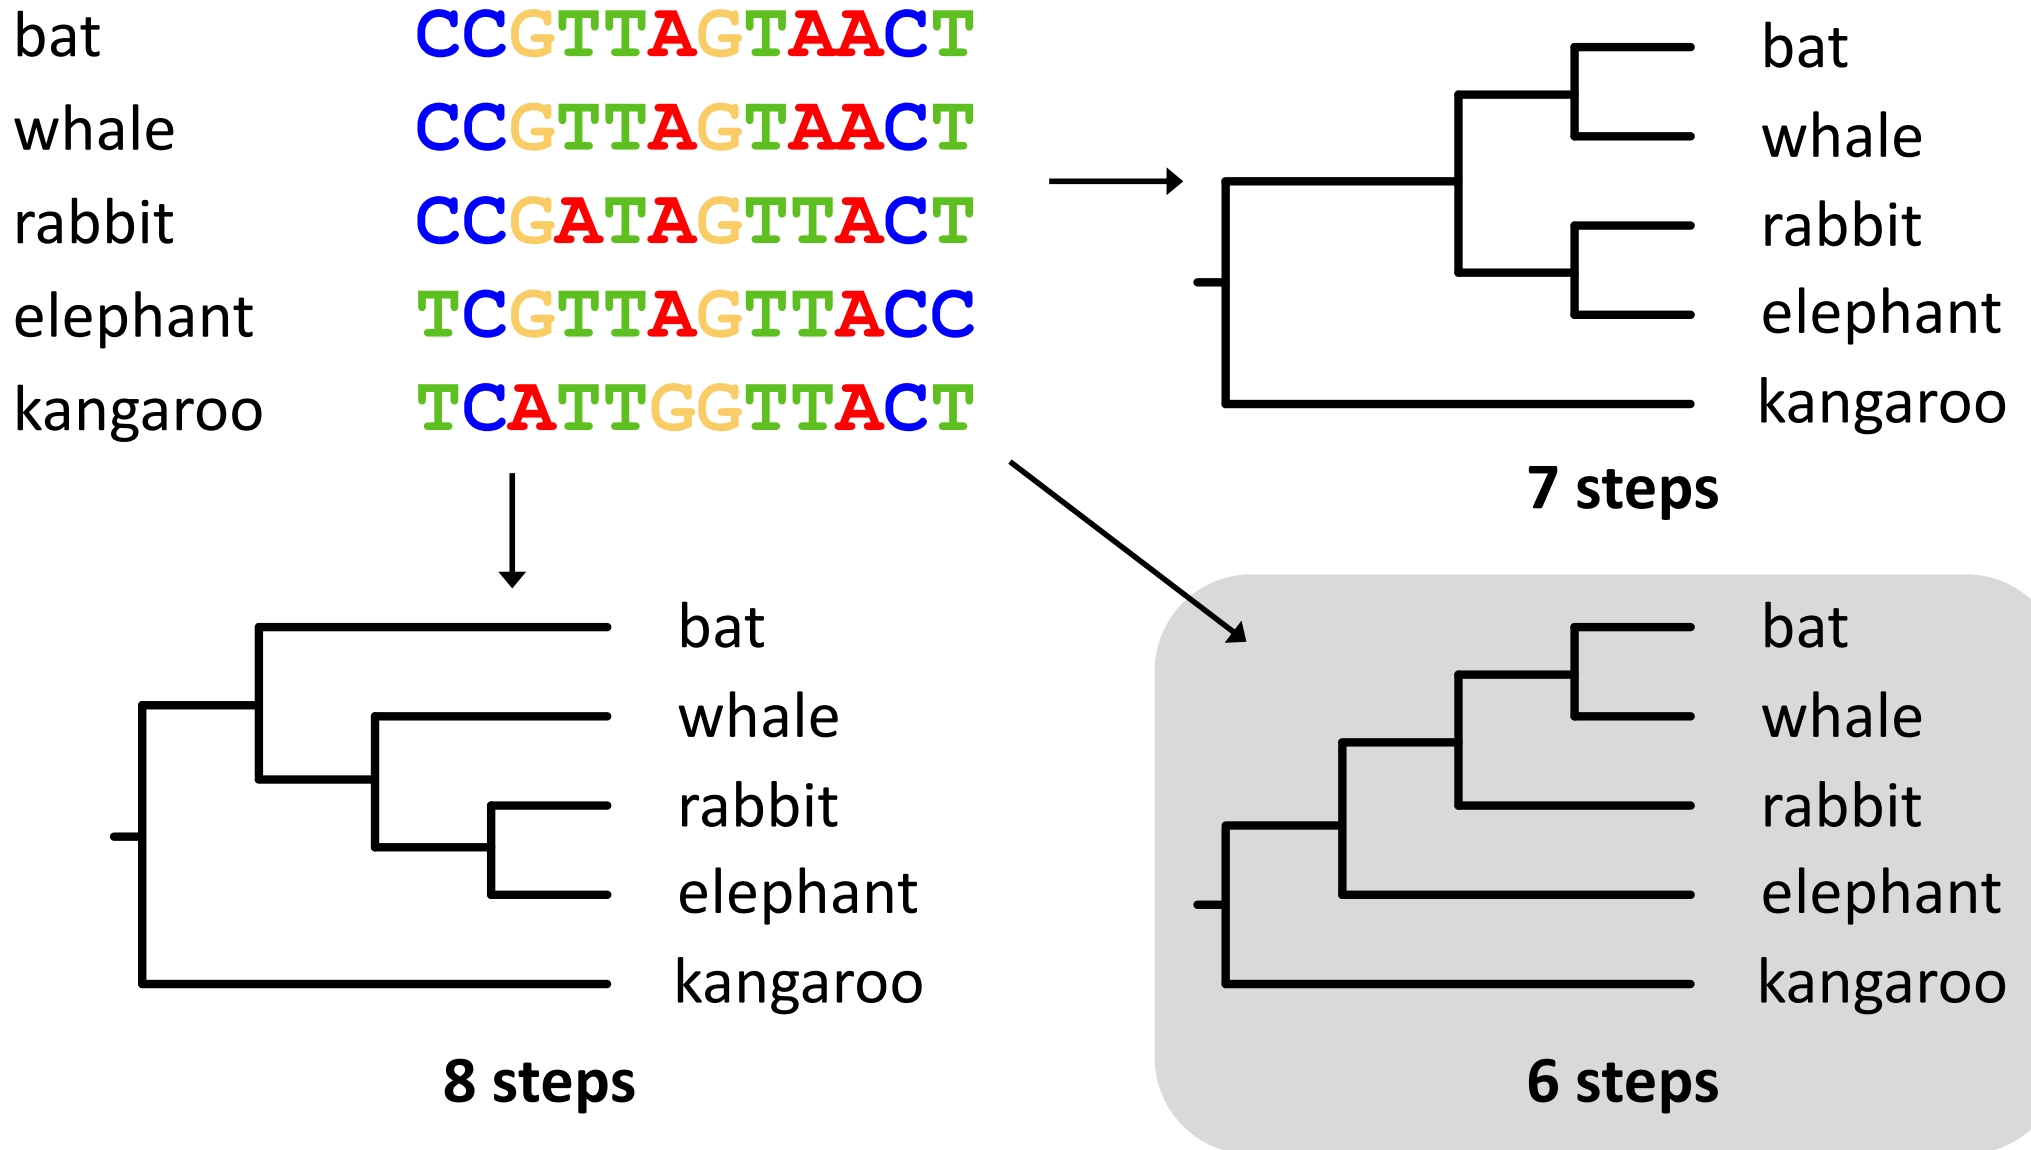 bat CCGTTAGTAACT
whale CCGTTAGTAACT
rabbit CCGATAGTTACT
elephant TCGTTAGTTACC
kangaroo TCATTGGTTACT
bat
whale
rabbit
elephant
kangaroo
7 steps
bat
whale
rabbit
elephant
kangaroo
8 steps
bat
whale
rabbit
elephant
kangaroo
6 steps